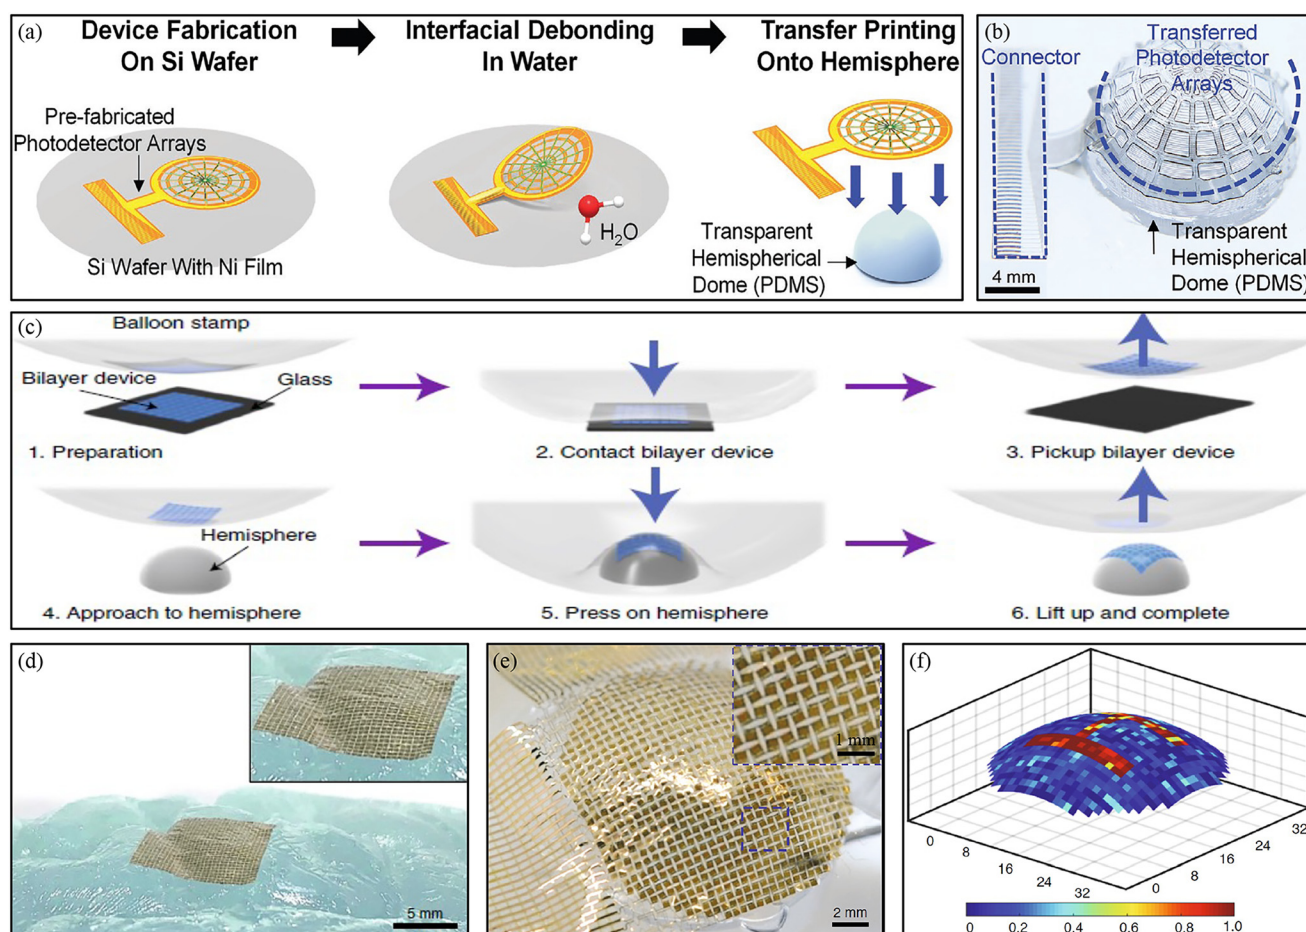 (a)
Device Fabrication
On Si Wafer
Interfacial Debonding
In Water
Transfer Printing
Onto Hemisphere
Pre-fabricated
Photodetector Arrays
Si Wafer With Ni Film
H2O
Transparent
Hemispherical
Dome (PDMS)
(b)
Connector
Transferred
Photodetector
Arrays
4 mm
Transparent
Hemispherical
Dome (PDMS)
(c)
Balloon stamp
Bilayer device
Glass
1. Preparation
2. Contact bilayer device
3. Pickup bilayer device
Hemisphere
4. Approach to hemisphere
5. Press on hemisphere
6. Lift up and complete
(d)
5 mm
(e)
1 mm
2 mm
(f)
0
8
16
24
32
0
8
16
24
32
0 0.2 0.4 0.6 0.8 1.0